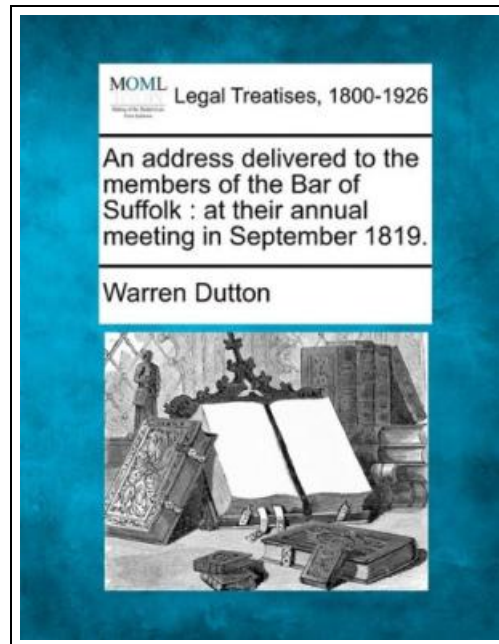 MOML Legal Treatises, 1800-1926
An address delivered to the
members of the Bar of
Suffolk : at their annual
meeting in September 1819.
Warren Dutton